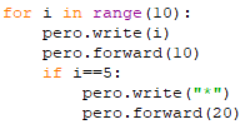 for i in range(10):
    pero.write(i)
    pero.forward(10)
    if i==5:
        pero.write("*")
        pero.forward(20)